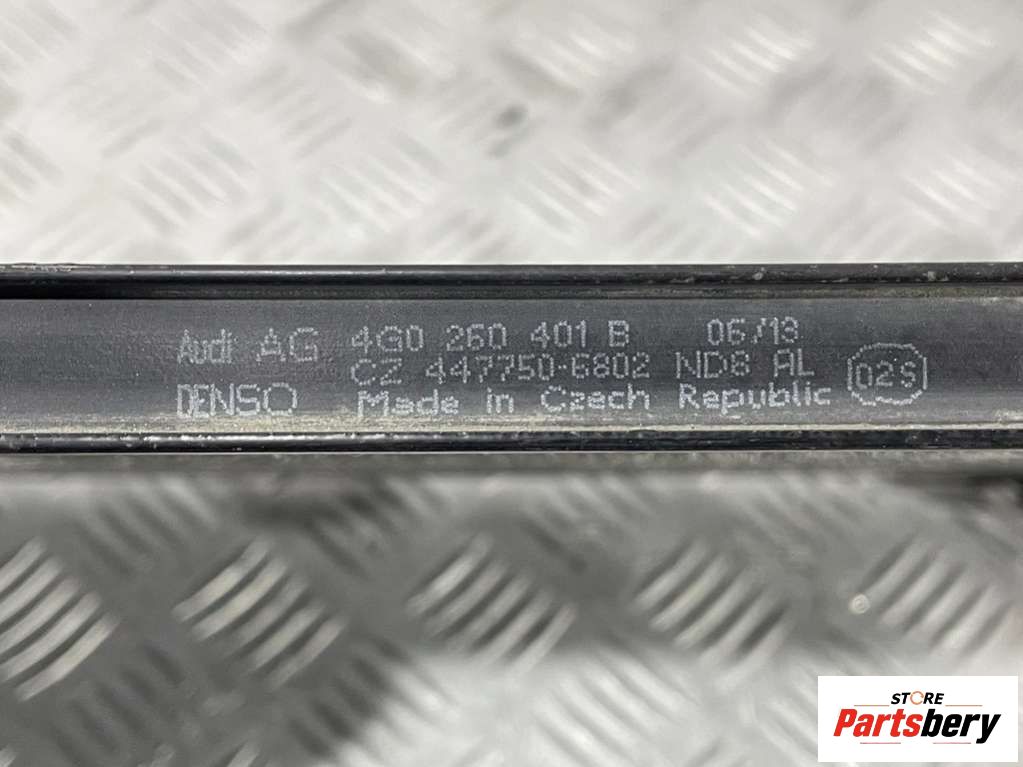 Audi AG 4G0 260 401 B 06/13
CZ 447750-6802 ND8 AL
DENSO Made in Czech Republic
02S
STORE
Partsbery